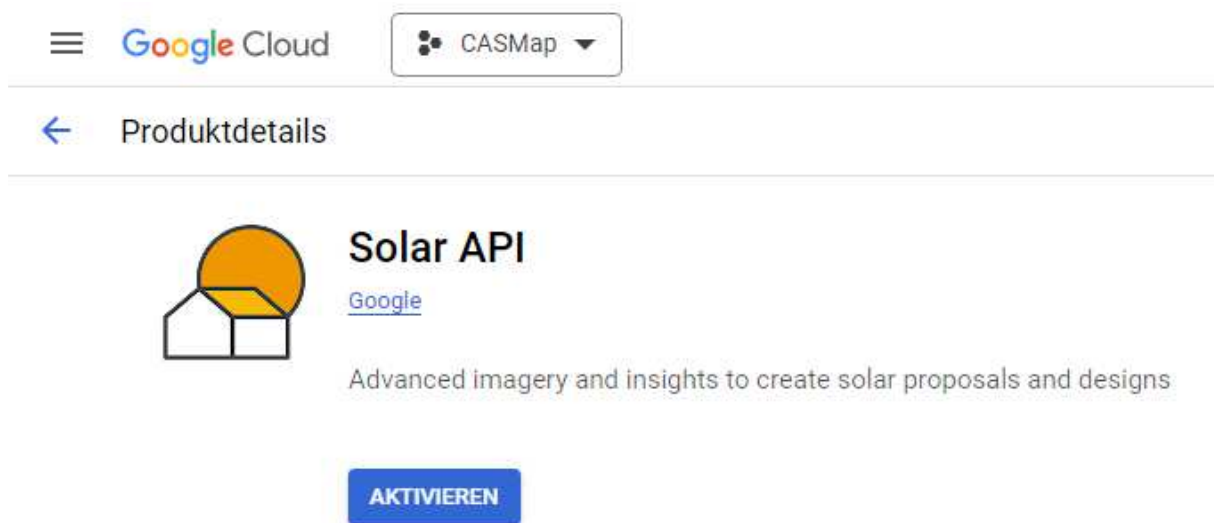 Google Cloud
CASMap
Produktdetails
Solar API
Google
Advanced imagery and insights to create solar proposals and designs
AKTIVIEREN